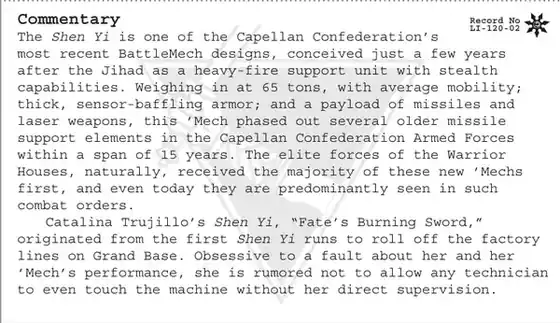 Commentary
Record No
LI-120-02
The Shen Yi is one of the Capellan Confederation's
most recent BattleMech designs, conceived just a few years
after the Jihad as a heavy-fire support unit with stealth
capabilities. Weighing in at 65 tons, with average mobility;
thick, sensor-baffling armor; and a payload of missiles and
laser weapons, this 'Mech phased out several older missile
support elements in the Capellan Confederation Armed Forces
within a span of 15 years. The elite forces of the Warrior
Houses, naturally, received the majority of these new ‘Mechs
first, and even today they are predominantly seen in such
combat orders.
Catalina Trujillo's Shen Yi, “Fate's Burning Sword,”
originated from the first Shen Yi runs to roll off the factory
lines on Grand Base. Obsessive to a fault about her and her
‘Mech's performance, she is rumored not to allow any technician
to even touch the machine without her direct supervision.